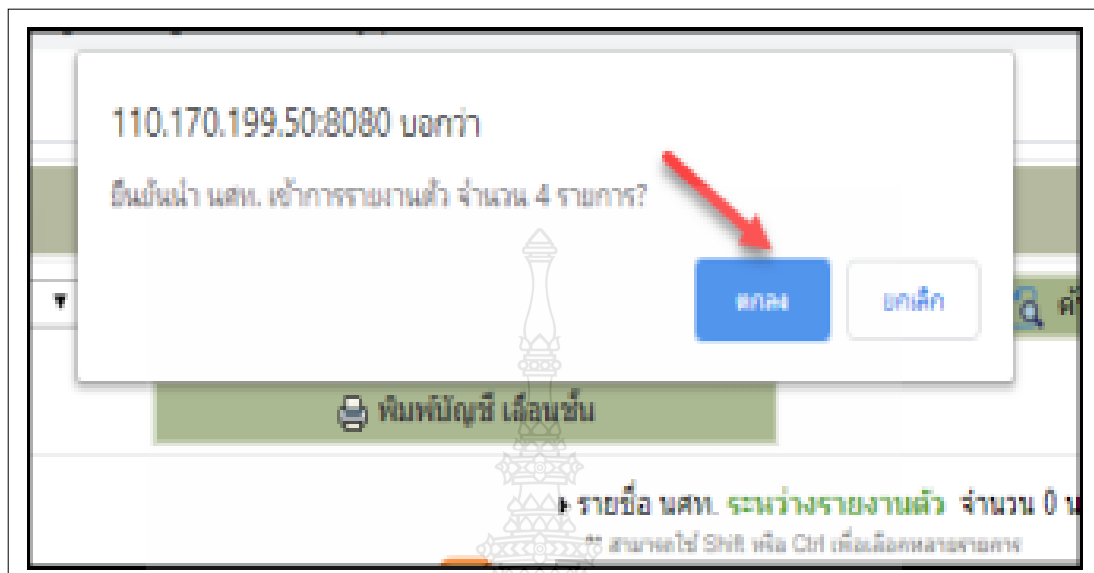 110.170.199.50:8080 บอกว่า
ยืนยันนำ นศท. เข้าการรายงานตัว จำนวน 4 รายการ?
ตกลง ยกเลิก
พิมพ์บัญชี เลื่อนชั้น
รายชื่อ นศท. ระหว่างรายงานตัว จำนวน 0 น
** สามารถใช้ Shift หรือ Ctrl เพื่อเลือกหลายรายการ